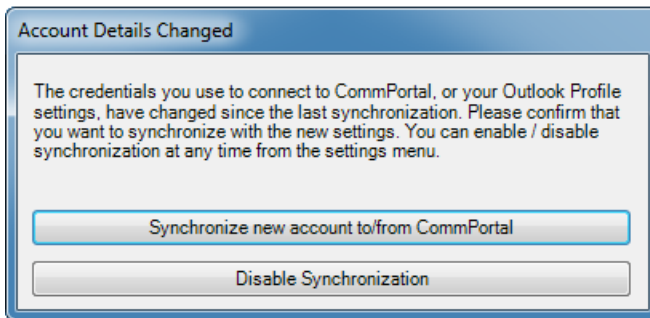 Account Details Changed
The credentials you use to connect to CommPortal, or your Outlook Profile
settings, have changed since the last synchronization. Please confirm that
you want to synchronize with the new settings. You can enable / disable
synchronization at any time from the settings menu.
Synchronize new account to/from CommPortal
Disable Synchronization